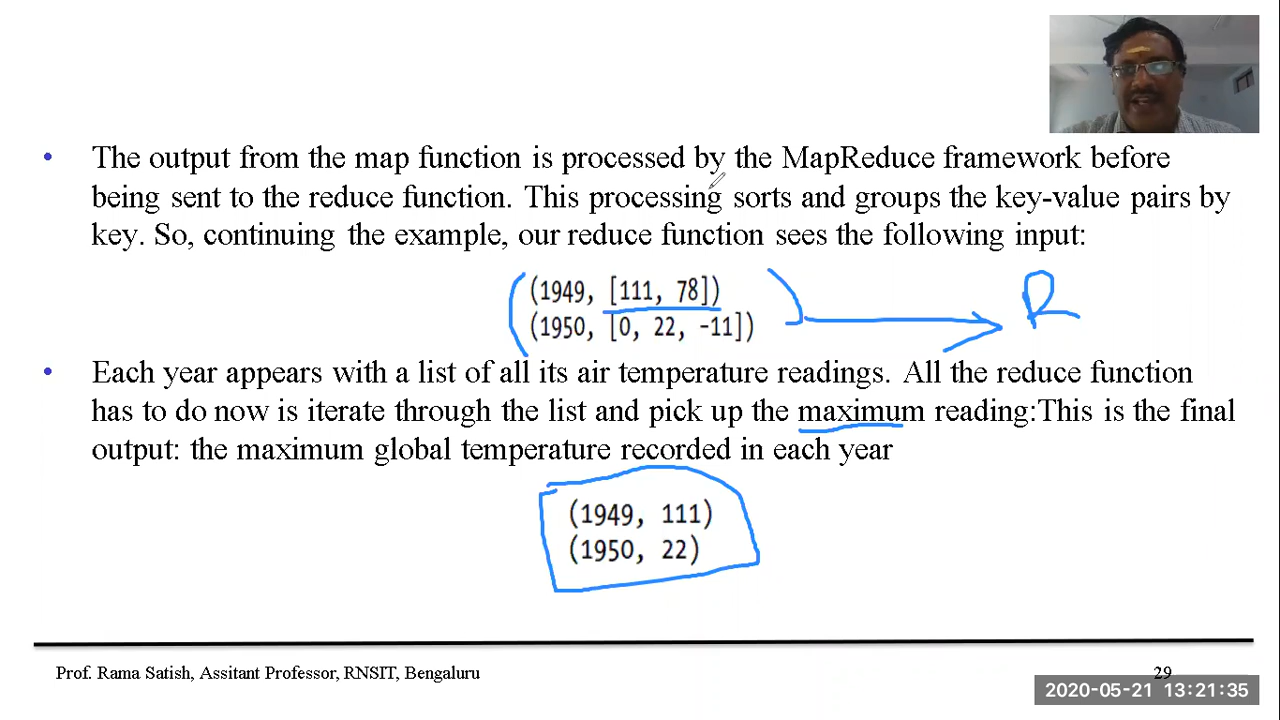 • The output from the map function is processed by the MapReduce framework before
being sent to the reduce function. This processing sorts and groups the key-value pairs by
key. So, continuing the example, our reduce function sees the following input:
(1949, [111, 78])
(1950, [0, 22, -11])
R
• Each year appears with a list of all its air temperature readings. All the reduce function
has to do now is iterate through the list and pick up the maximum reading:This is the final
output: the maximum global temperature recorded in each year
(1949, 111)
(1950, 22)
Prof. Rama Satish, Assitant Professor, RNSIT, Bengaluru
29
2020-05-21 13:21:35